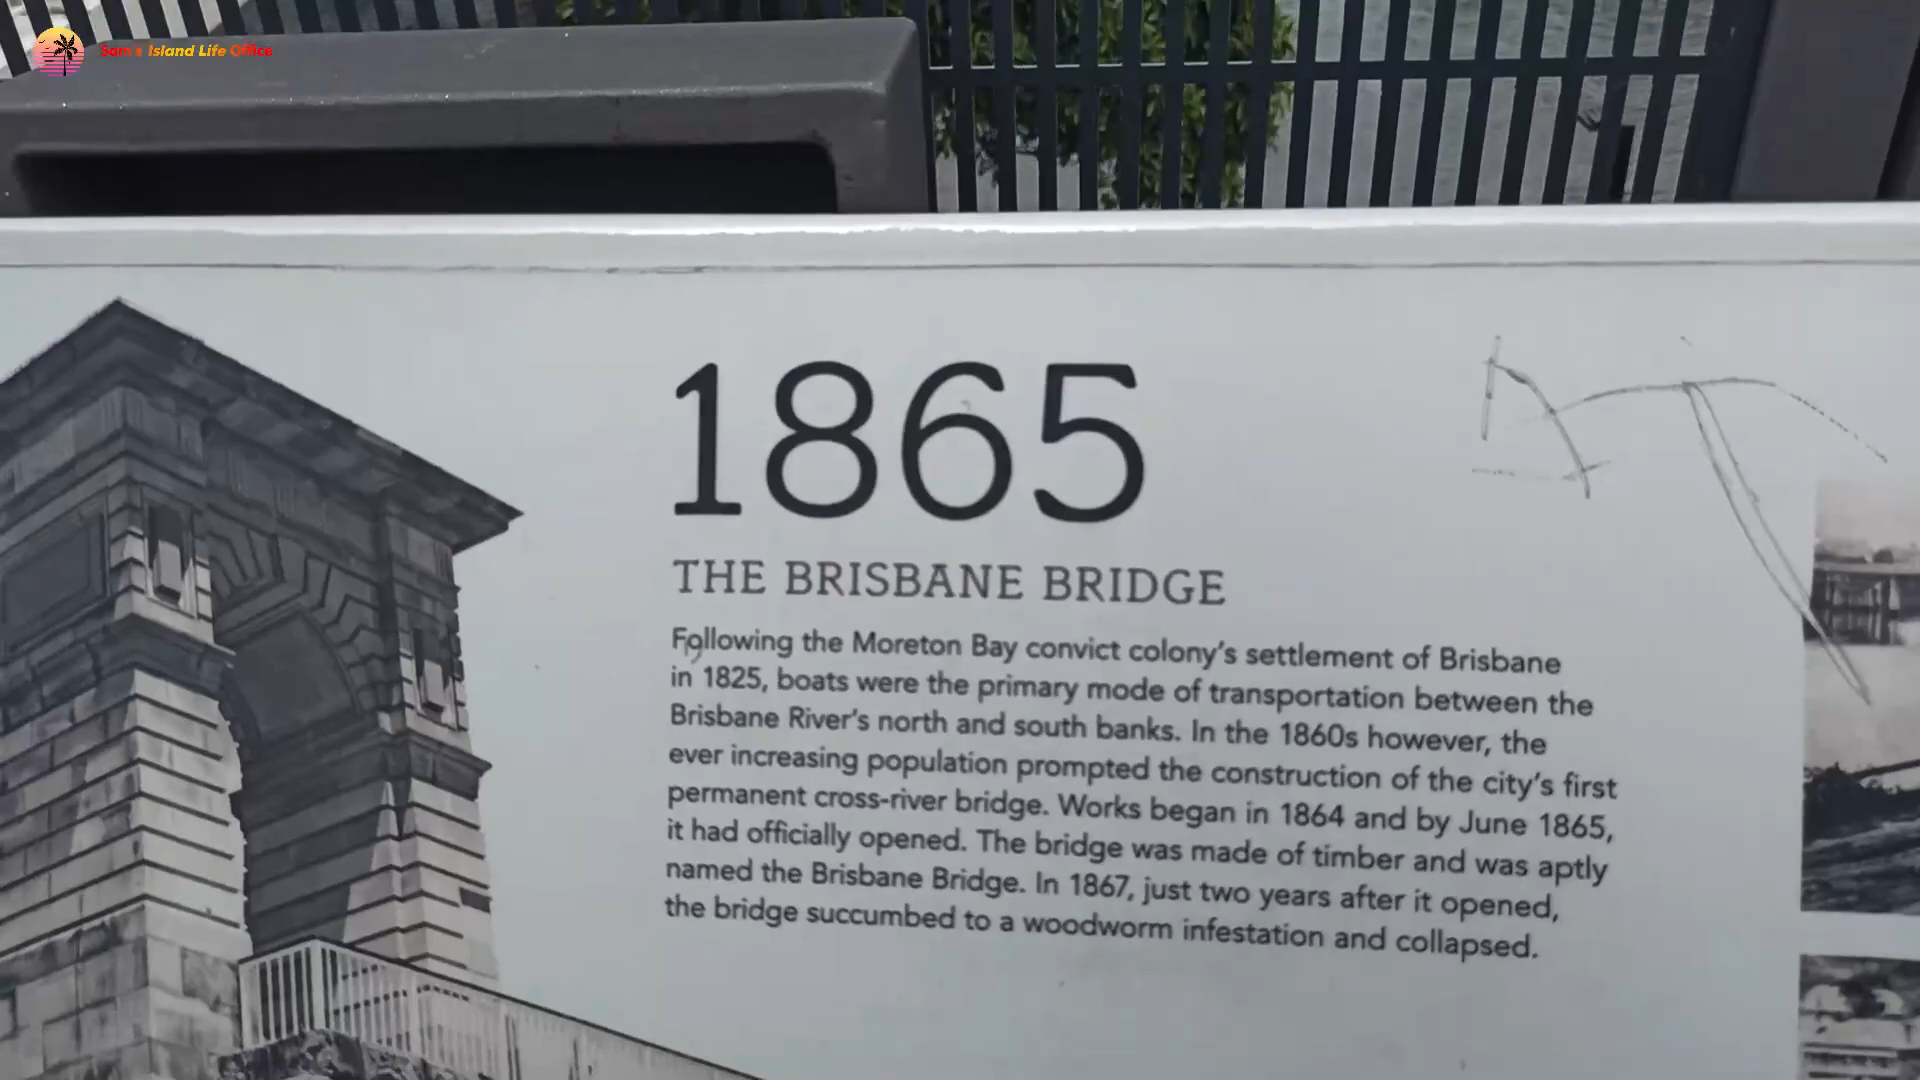 Sam's Island Life Office
1865
THE BRISBANE BRIDGE
Following the Moreton Bay convict colony's settlement of Brisbane
in 1825, boats were the primary mode of transportation between the
Brisbane River's north and south banks. In the 1860s however, the
ever increasing population prompted the construction of the city's first
permanent cross-river bridge. Works began in 1864 and by June 1865,
it had officially opened. The bridge was made of timber and was aptly
named the Brisbane Bridge. In 1867, just two years after it opened,
the bridge succumbed to a woodworm infestation and collapsed.